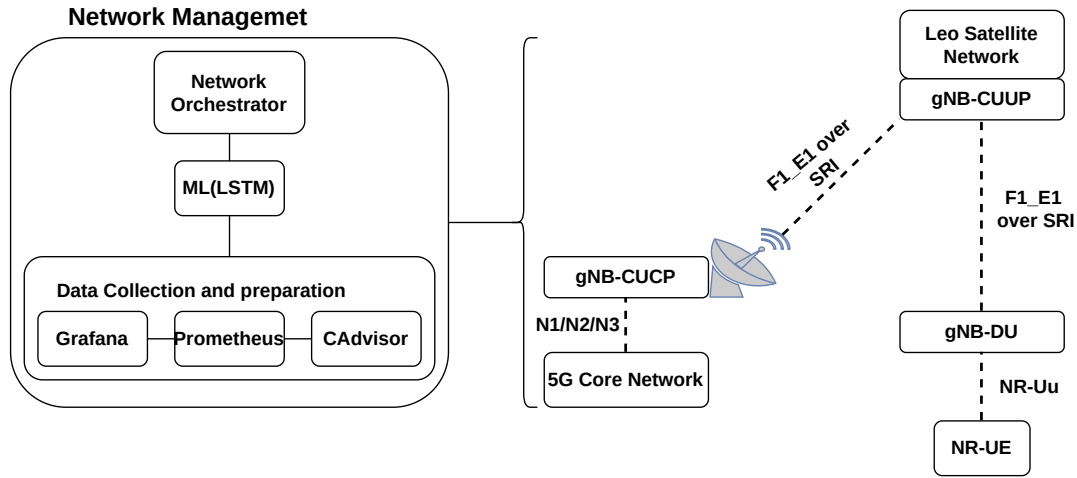 Network Managemet
Network
Orchestrator
ML(LSTM)
Data Collection and preparation
Grafana
Prometheus
CAdvisor
gNB-CUCP
N1/N2/N3
5G Core Network
F1_E1 over
SRI
Leo Satellite
Network
gNB-CUUP
F1_E1
over SRI
gNB-DU
NR-Uu
NR-UE